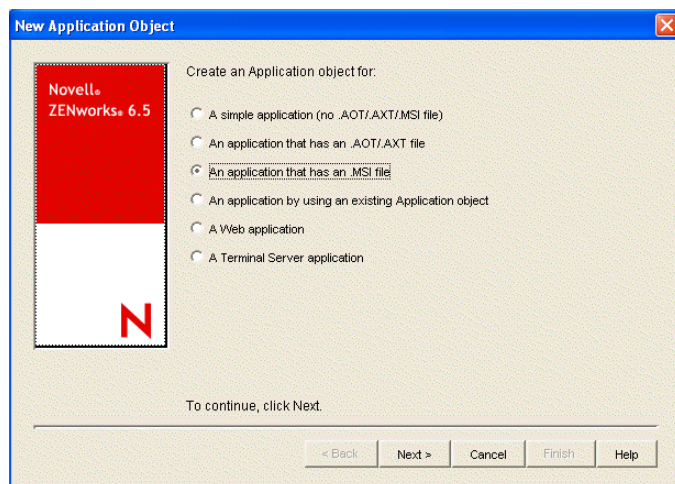 New Application Object
Novell®
ZENworks® 6.5
Create an Application object for:
A simple application (no .AOT/.AXT/.MSI file)
An application that has an .AOT/.AXT file
An application that has an .MSI file
An application by using an existing Application object
A Web application
A Terminal Server application
N
To continue, click Next.
< Back Next » Cancel Finish Help